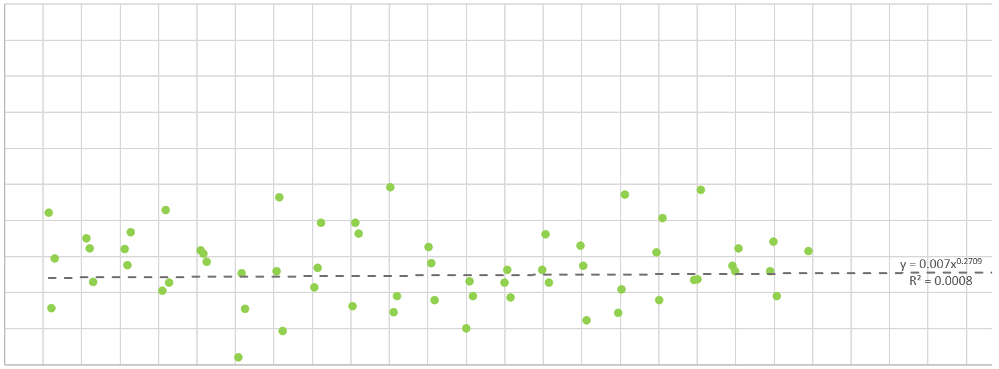 y = 0.007x^0.2709
R² = 0.0008